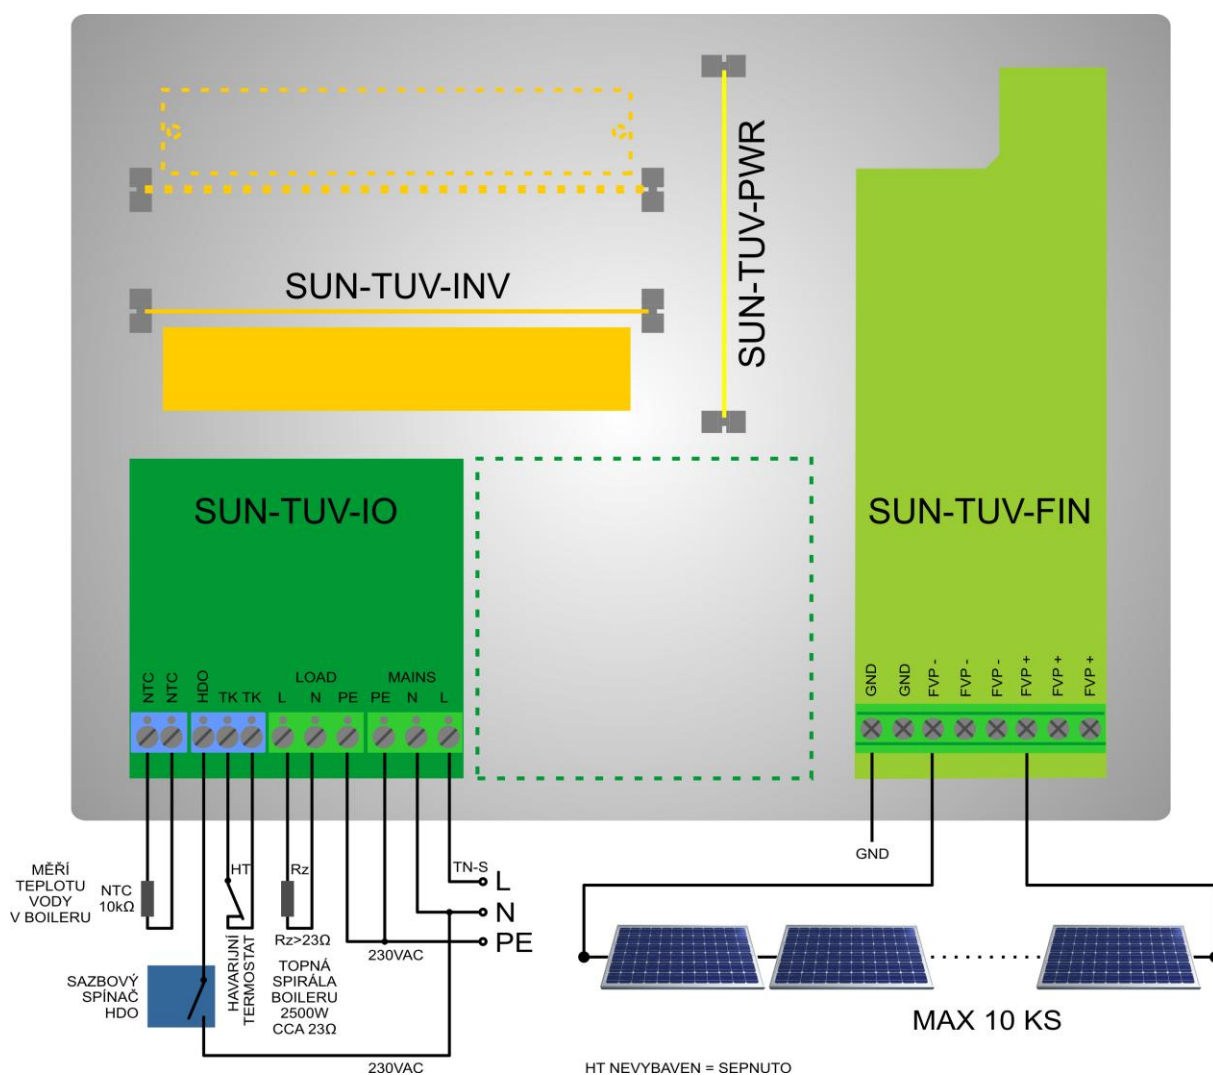 SUN-TUV-PWR
SUN-TUV-INV
SUN-TUV-IO
SUN-TUV-FIN
NTC
NTC
HDO
TK TK
LOAD
L N PE
MAINS
PE N L
GND
GND
FVP -
FVP -
FVP -
FVP +
FVP +
FVP +
MĚŘÍ
TEPLOTU
VODY
V BOILERU
NTC
10kΩ
HT
HAVARIJNÍ
TERMOSTAT
Rz
Rz>23Ω
TOPNÁ
SPIRÁLA
BOILERU
2500W
CCA 23Ω
TN-S
L
N
PE
230VAC
SAZBOVÝ
SPÍNAČ
HDO
230VAC
GND
MAX 10 KS
HT NEVYBAVEN = SEPNUTO